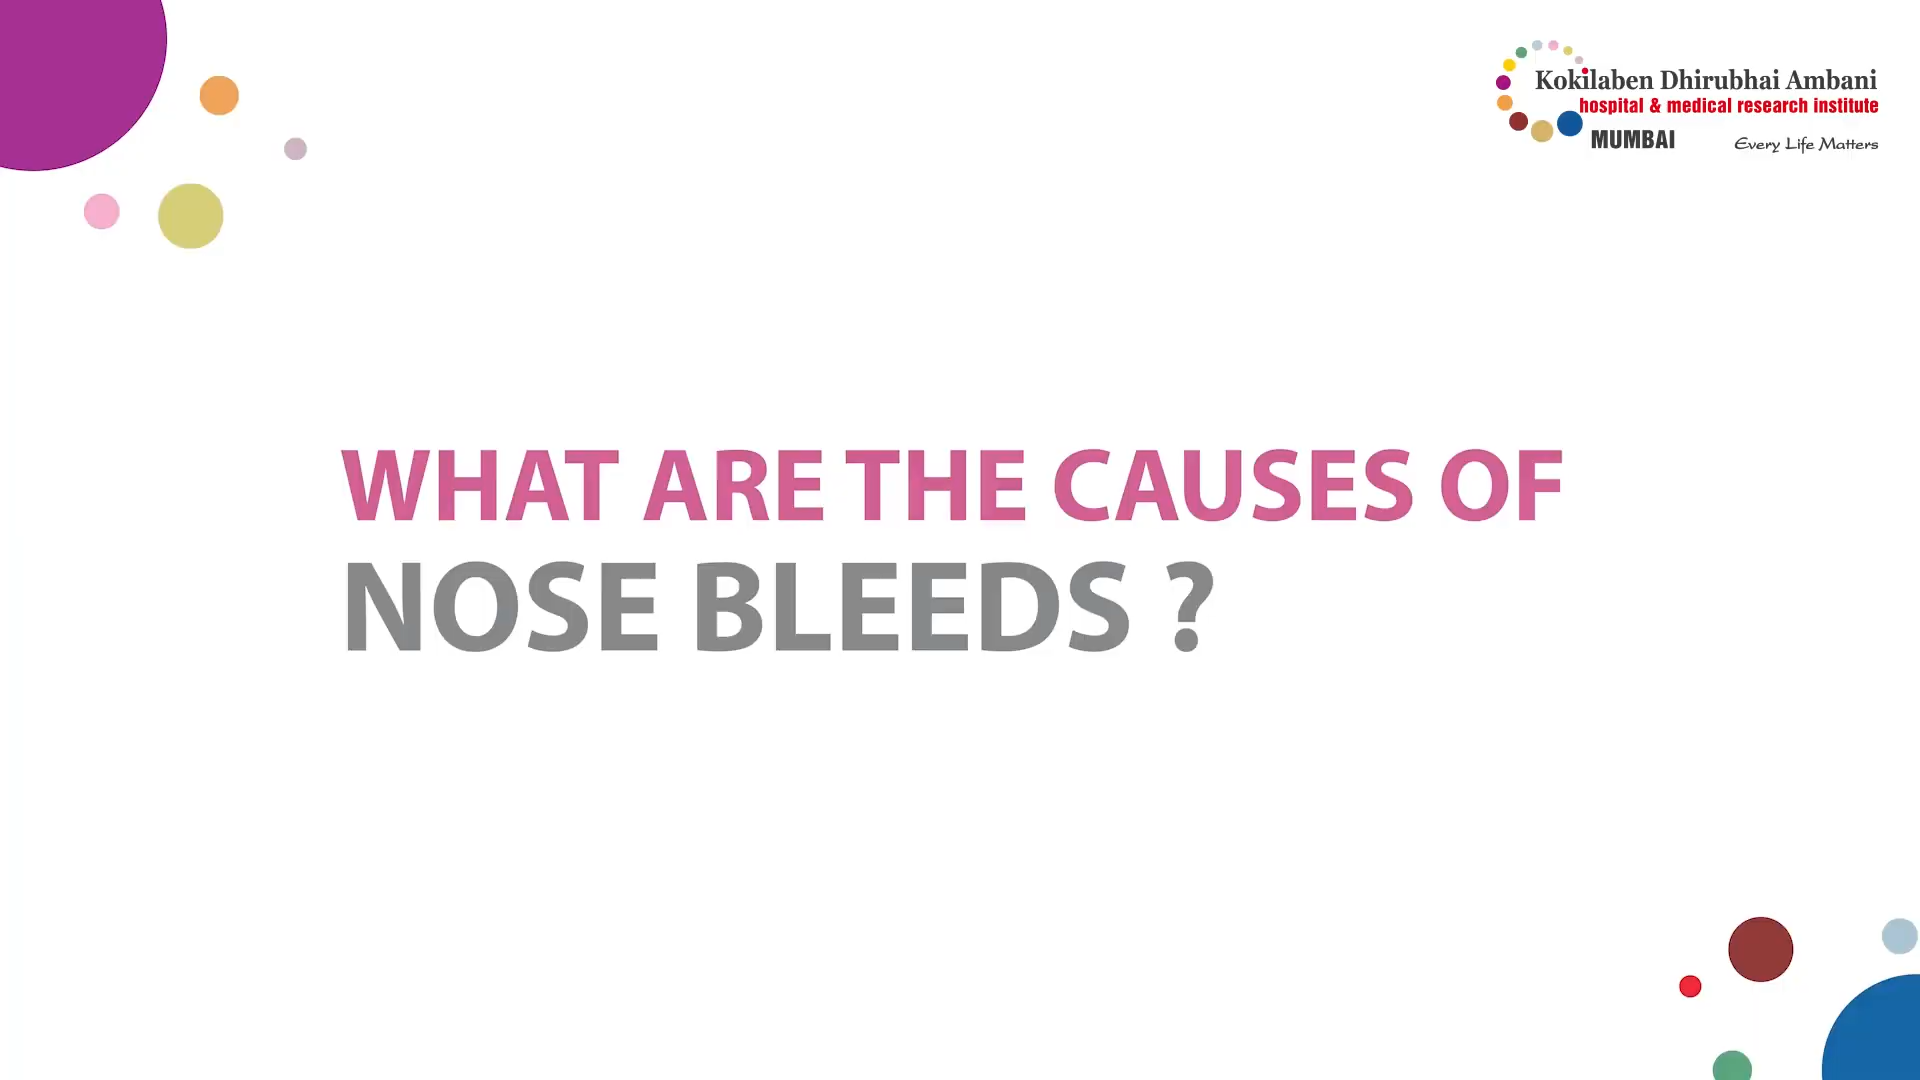 Kokilaben Dhirubhai Ambani
hospital & medical research institute
MUMBAI Every Life Matters
WHAT ARE THE CAUSES OF
NOSE BLEEDS ?